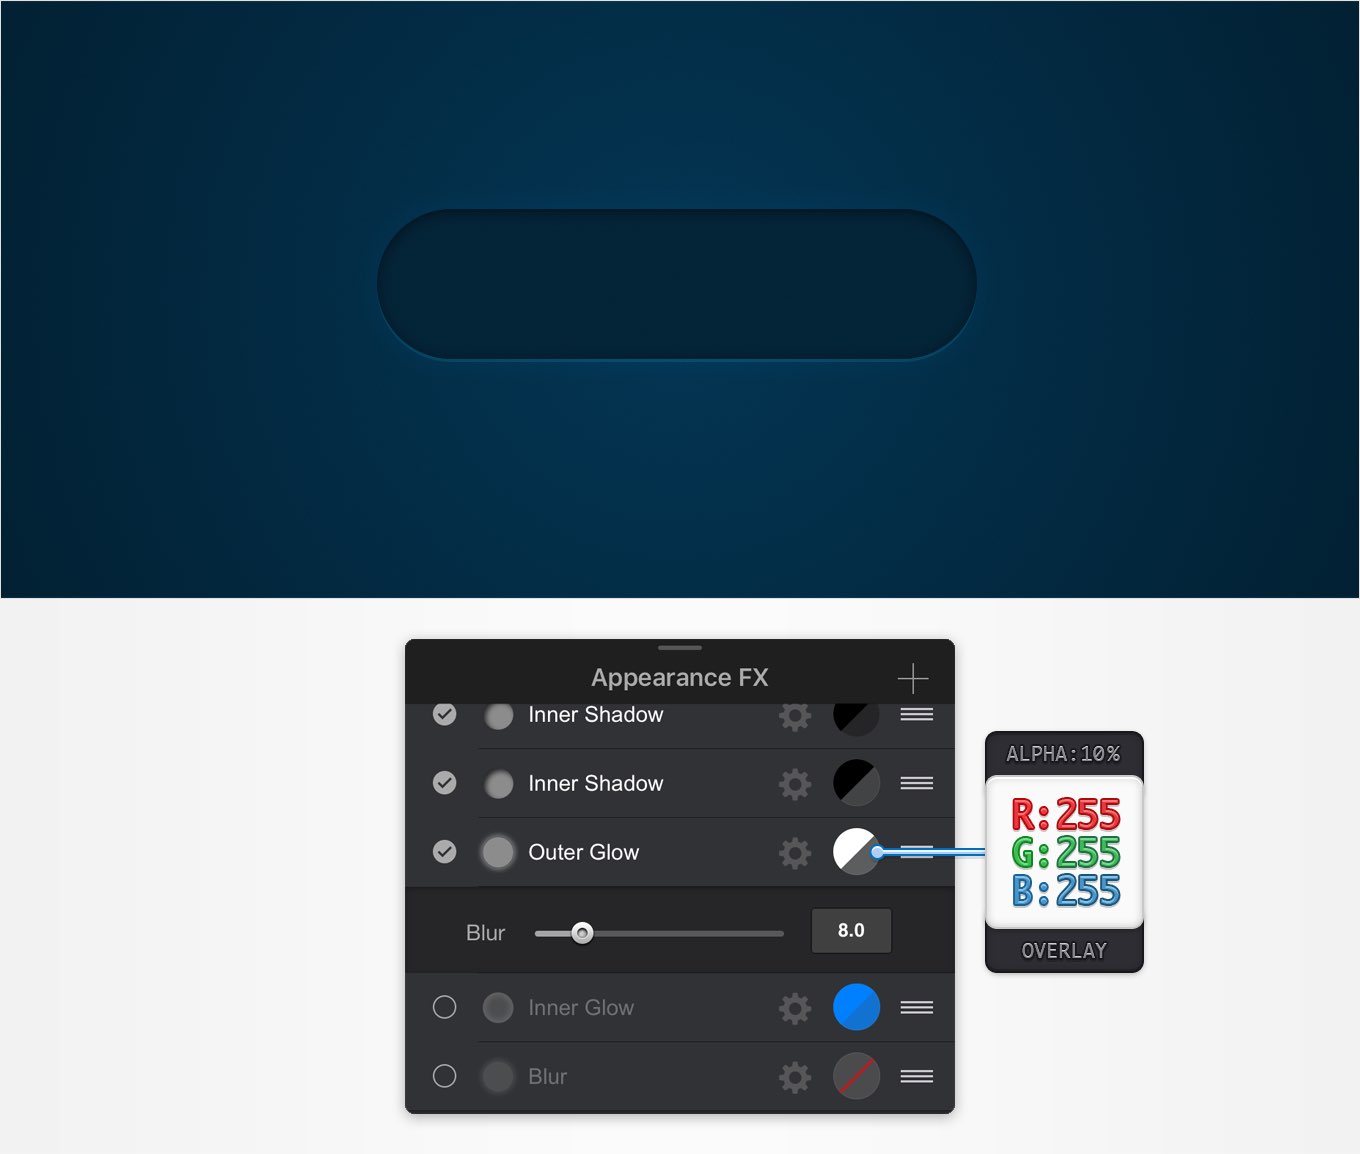 Appearance FX
Inner Shadow
Inner Shadow
Outer Glow
Blur 8.0
Inner Glow
Blur
ALPHA:10%
R:255
G:255
B:255
OVERLAY